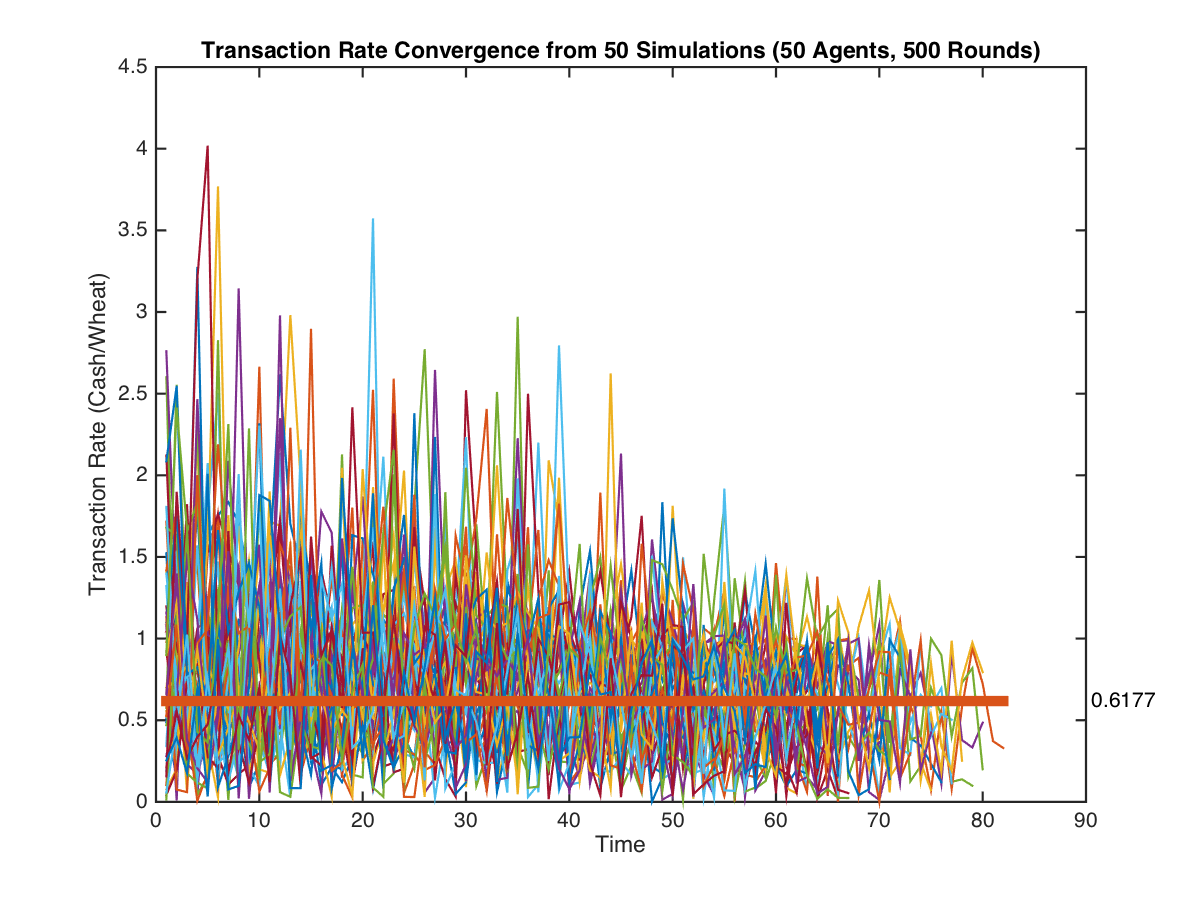 Transaction Rate Convergence from 50 Simulations (50 Agents, 500 Rounds)
4.5
4
3.5
3
2.5
2
1.5
1
0.5
0
Transaction Rate (Cash/Wheat)
0.6177
0 10 20 30 40 50 60 70 80 90
Time